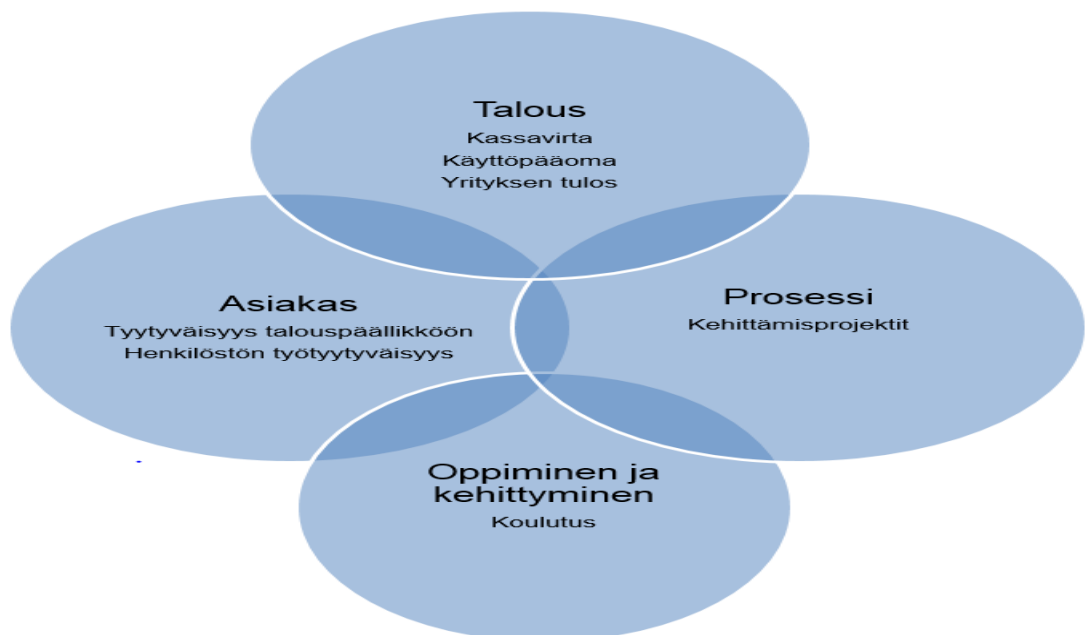 Talous
Kassavirta
Käyttöpääoma
Yrityksen tulos
Asiakas
Tyytyväisyys talouspäällikköön
Henkilöstön työtyytyväisyys
Prosessi
Kehittämisprojektit
Oppiminen ja
kehittyminen
Koulutus